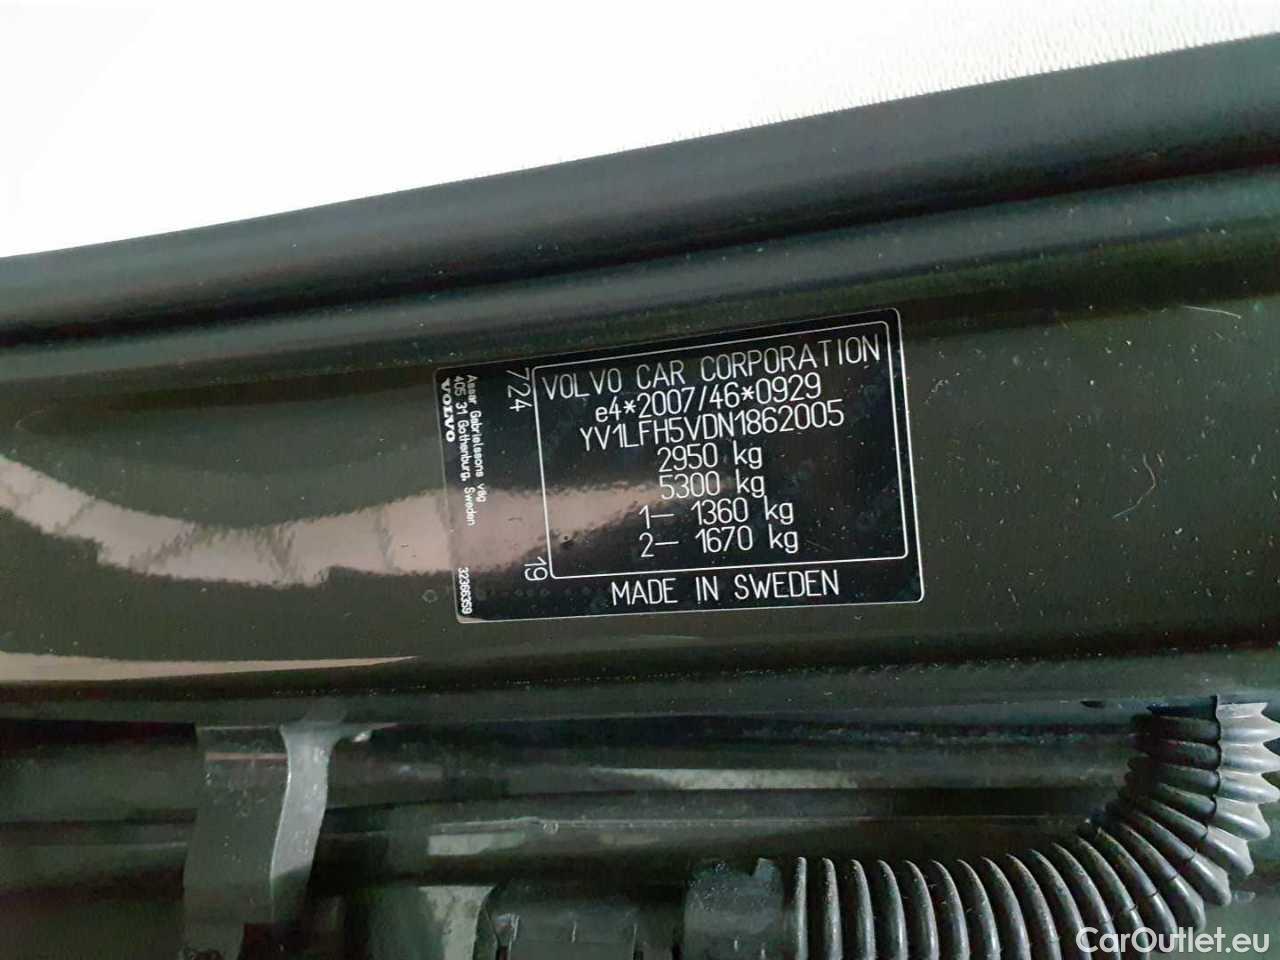 VOLVO CAR CORPORATION
e4*2007/46*0929
YV1LFH5VDN1862005
2950 kg
5300 kg
1— 1360 kg
2— 1670 kg
MADE IN SWEDEN
724
19
Assar Gabrielssons väg
405 31 Gothenburg, Sweden
VOLVO
32366359
CarOutlet.eu